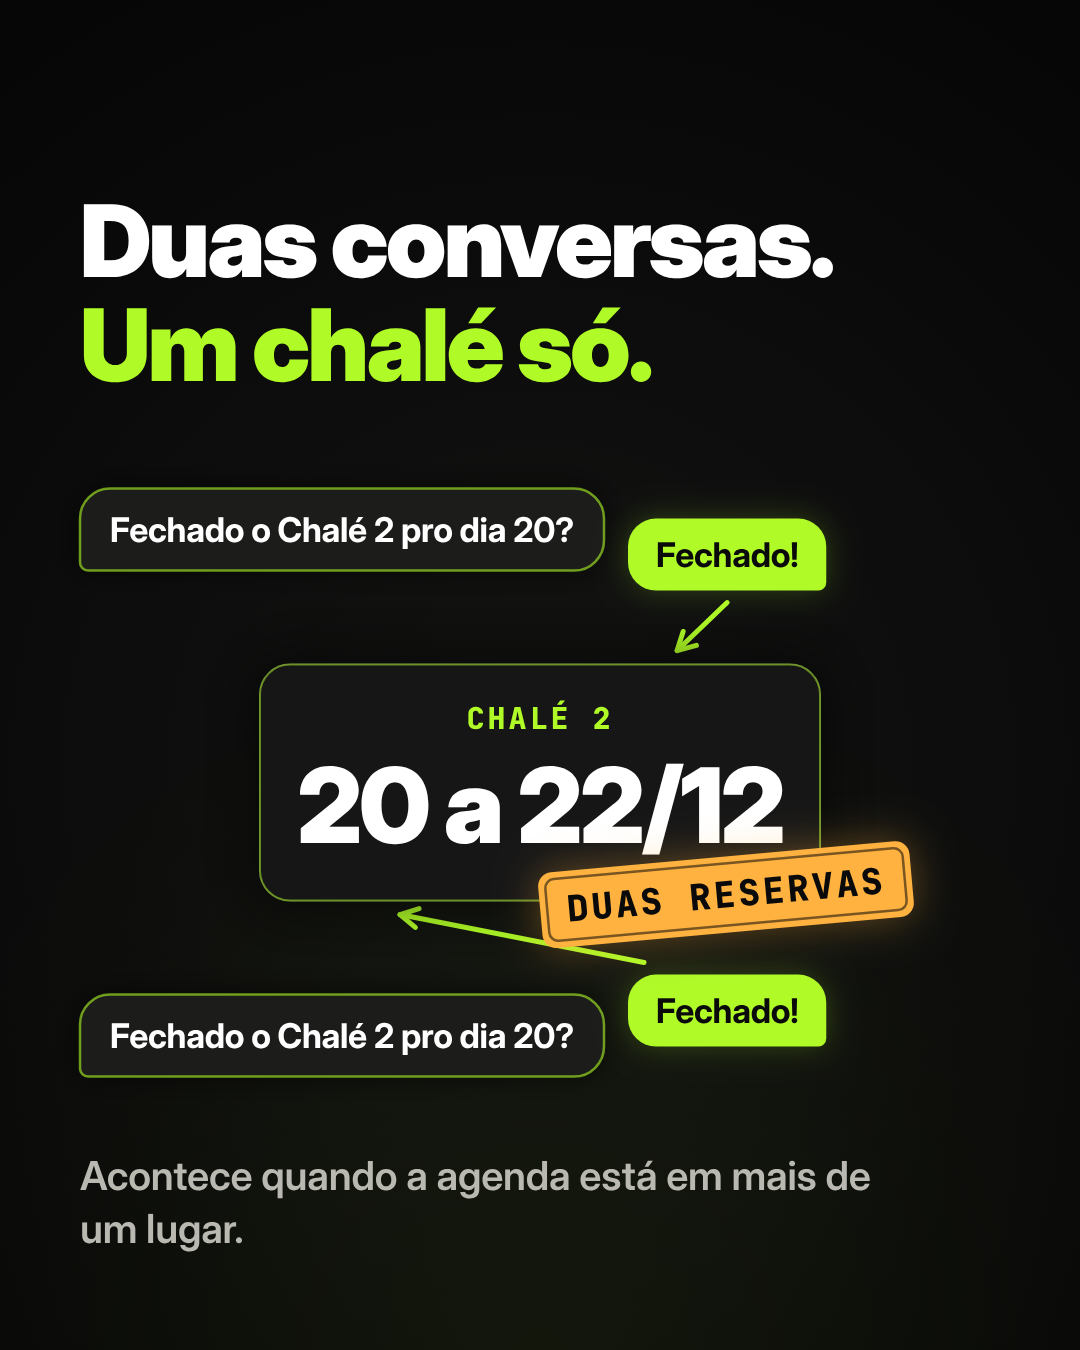 Duas conversas.
Um chalé só.
Fechado o Chalé 2 pro dia 20?
Fechado!
CHALÉ 2
20 a 22/12
DUAS RESERVAS
Fechado!
Fechado o Chalé 2 pro dia 20?
Acontece quando a agenda está em mais de
um lugar.